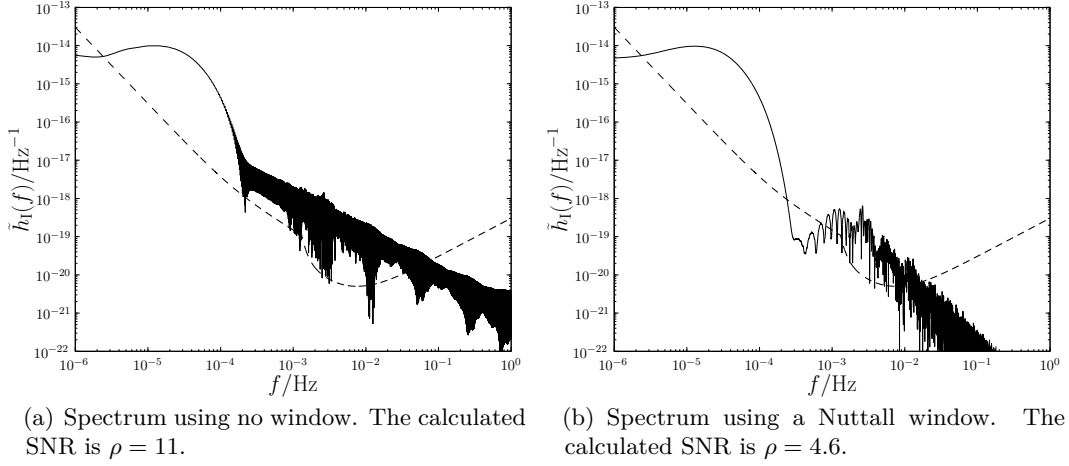 10⁻¹³
10⁻¹⁴
10⁻¹⁵
10⁻¹⁶
10⁻¹⁷
10⁻¹⁸
10⁻¹⁹
10⁻²⁰
10⁻²¹
10⁻²²
h̃_I(f)/Hz⁻¹
10⁻⁶ 10⁻⁵ 10⁻⁴ 10⁻³ 10⁻² 10⁻¹ 10⁰
f/Hz
(a) Spectrum using no window. The calculated
SNR is ρ = 11.
10⁻¹³
10⁻¹⁴
10⁻¹⁵
10⁻¹⁶
10⁻¹⁷
10⁻¹⁸
10⁻¹⁹
10⁻²⁰
10⁻²¹
10⁻²²
h̃_I(f)/Hz⁻¹
10⁻⁶ 10⁻⁵ 10⁻⁴ 10⁻³ 10⁻² 10⁻¹ 10⁰
f/Hz
(b) Spectrum using a Nuttall window. The
calculated SNR is ρ = 4.6.